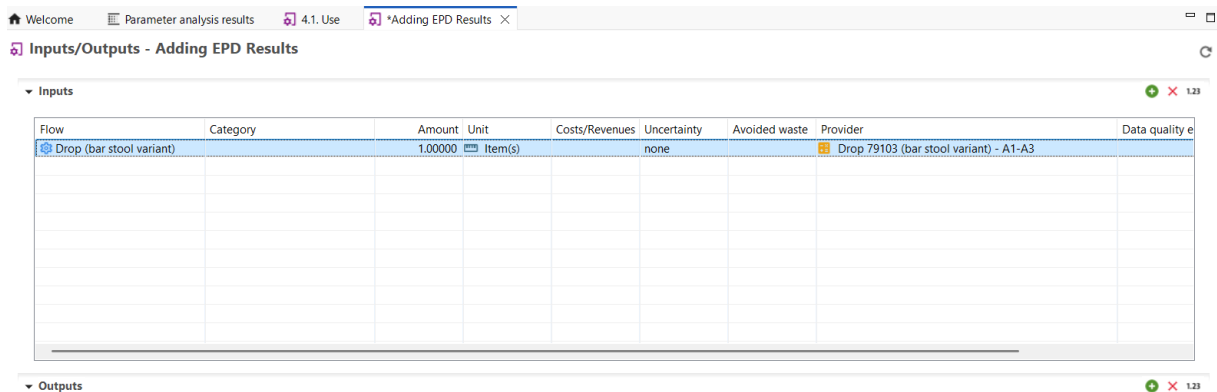 Welcome Parameter analysis results 4.1. Use *Adding EPD Results
Inputs/Outputs - Adding EPD Results
Inputs 1.23
Flow Category Amount Unit Costs/Revenues Uncertainty Avoided waste Provider Data quality e
Drop (bar stool variant) 1.00000 Item(s) none Drop 79103 (bar stool variant) - A1-A3
Outputs 1.23